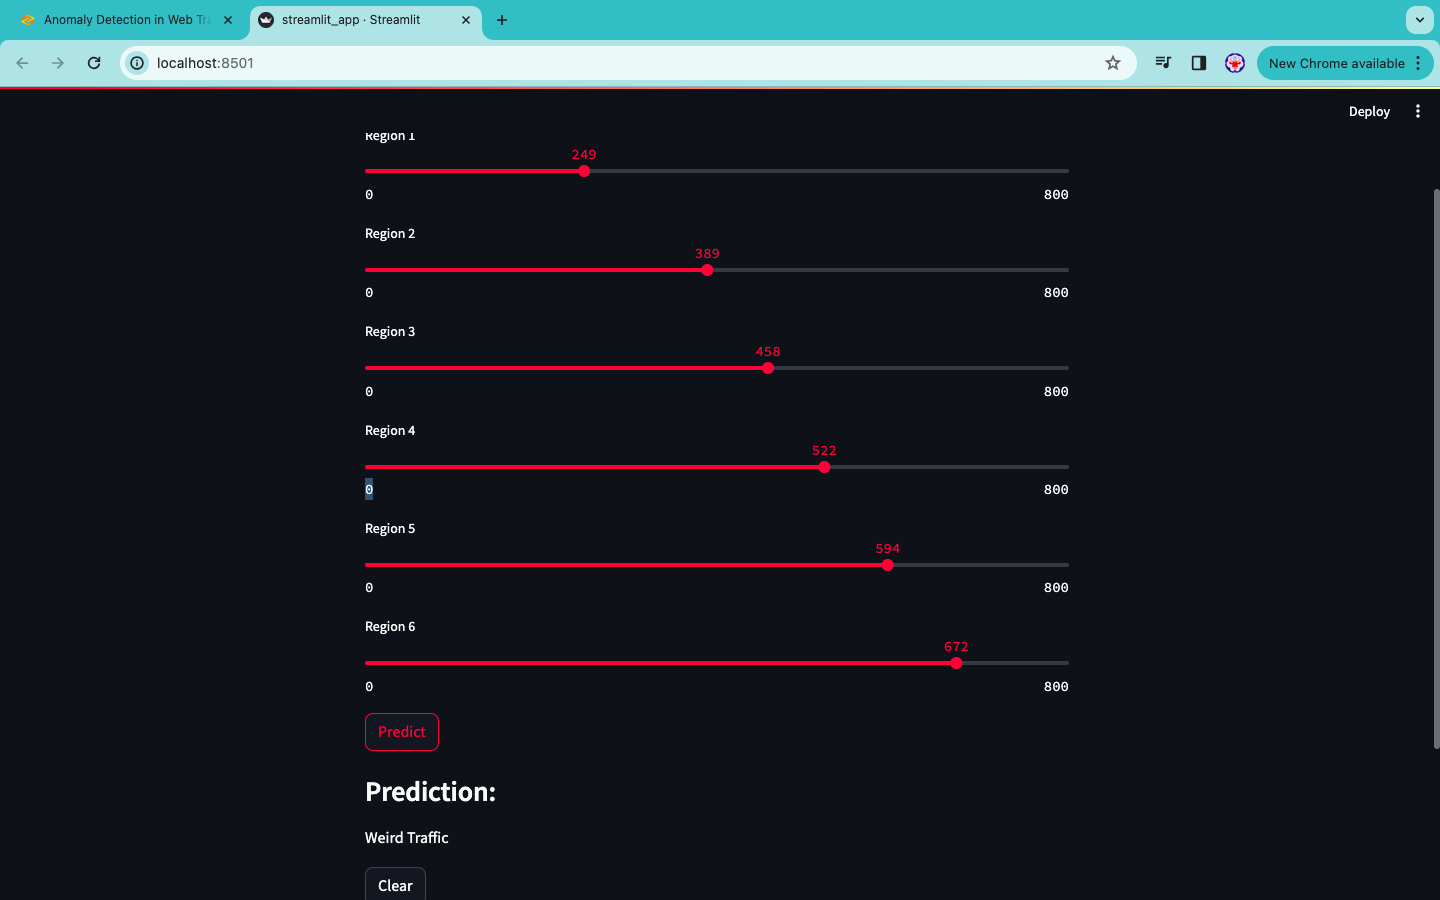 Anomaly Detection in Web Tra
streamlit_app · Streamlit
localhost:8501
New Chrome available
Deploy
Region 1
249
0 800
Region 2
389
0 800
Region 3
458
0 800
Region 4
522
0 800
Region 5
594
0 800
Region 6
672
0 800
Predict
Prediction:
Weird Traffic
Clear